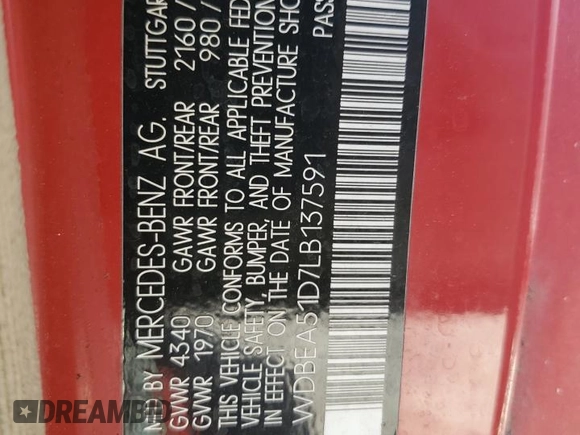 MFD BY MERCEDES-BENZ AG. STUTTGAR
GVWR 4340 GAWR FRONT/REAR 2160/
GVWR 1970 GAWR FRONT/REAR 980/
THIS VEHICLE CONFORMS TO ALL APPLICABLE FED
VEHICLE SAFETY, BUMPER, AND THEFT PREVENTION
IN EFFECT ON THE DATE OF MANUFACTURE SHO
WDBEA51D7LB137591 PASS
DREAMBID